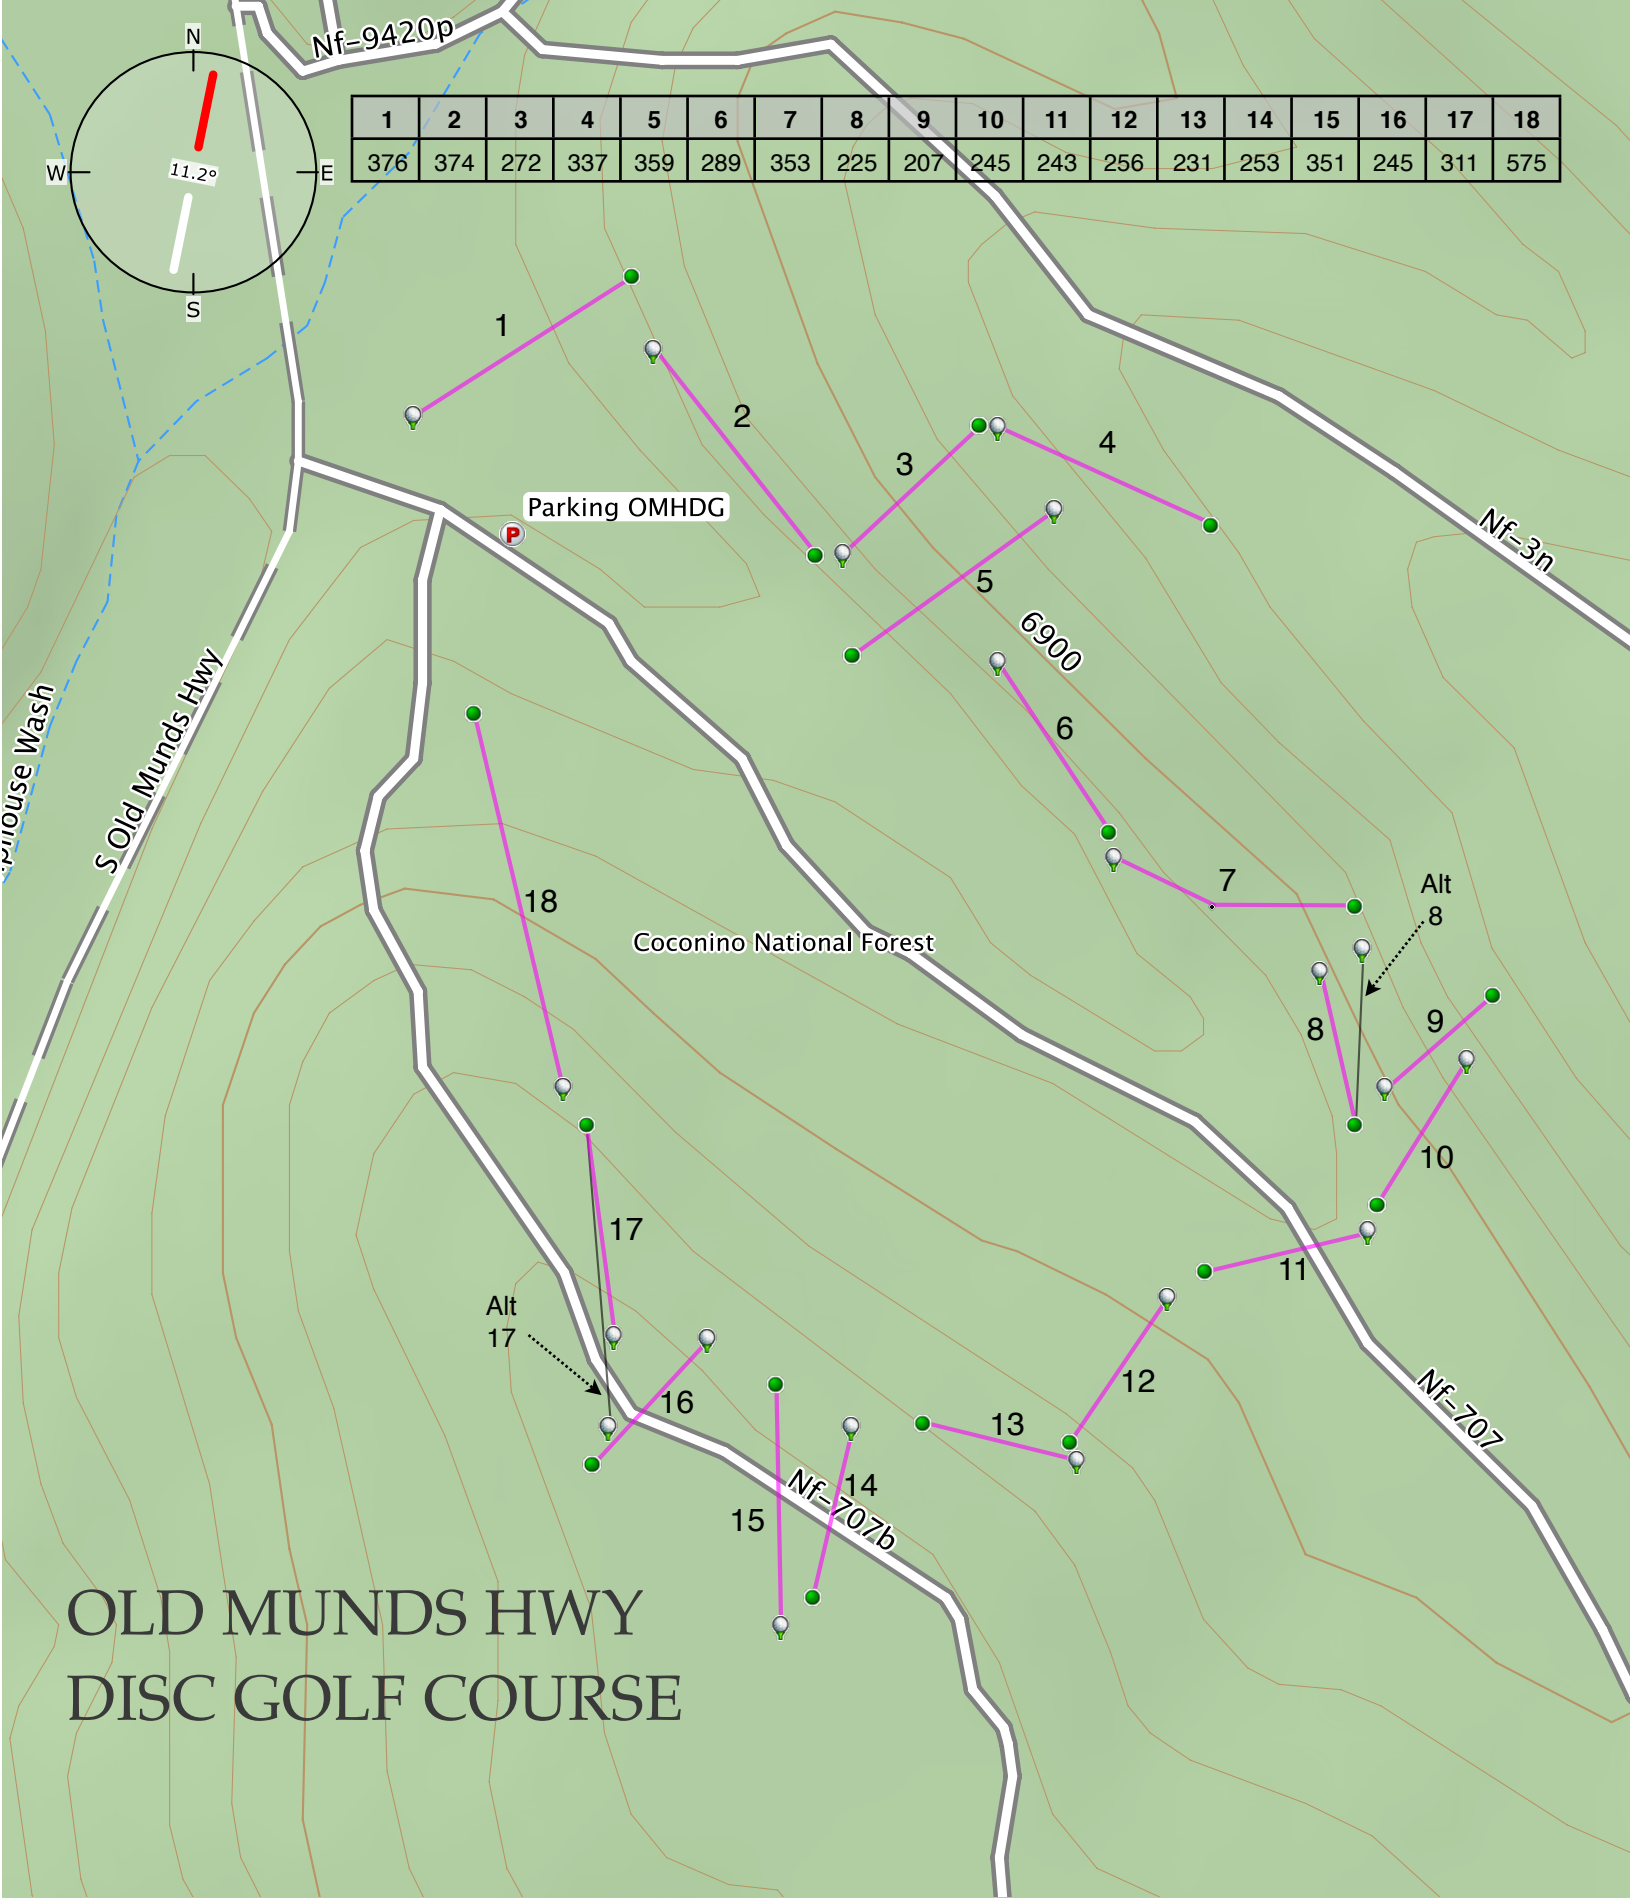 Nf-9420p
N
W
11.2°
E
S
1 2 3 4 5 6 7 8 9 10 11 12 13 14 15 16 17 18
376 374 272 337 359 289 353 225 207 245 243 256 231 253 351 245 311 575
1
2
3
4
Parking OMHDG
P
5
Nf-3n
6900
S Old Munds Hwy
6
7
Alt
8
18
Coconino National Forest
8
9
10
17
11
Alt
17
12
16
13
Nf-707
14
15
Nf-707b
OLD MUNDS HWY
DISC GOLF COURSE
house Wash